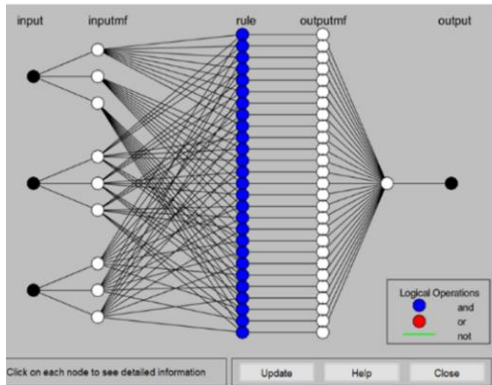 input inputmf rule outputmf output
Logical Operations
and
or
not
Click on each node to see detailed information
Update Help Close